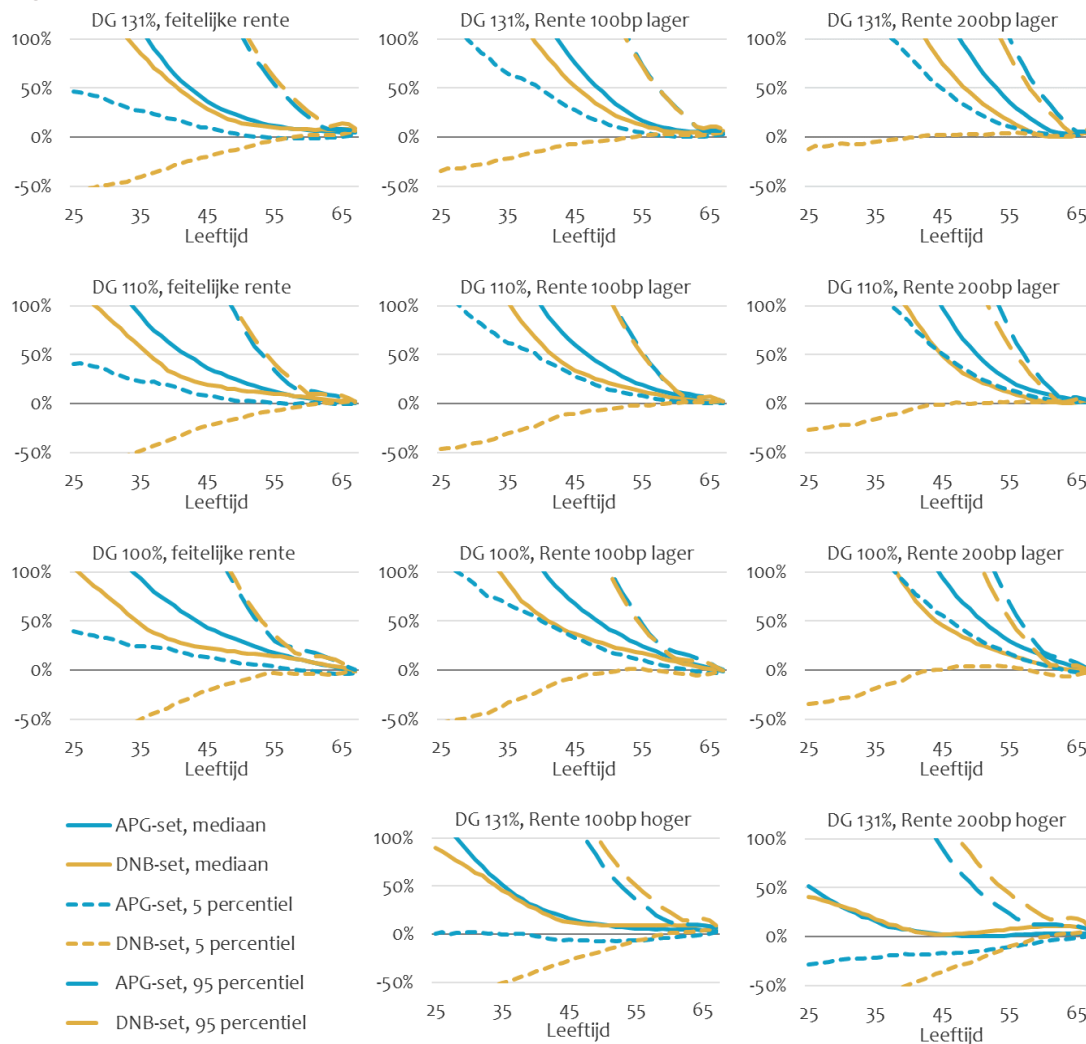 DG 131%, feitelijke rente
100%
50%
0%
-50%
25 35 45 55 65
Leeftijd
DG 131%, Rente 100bp lager
100%
50%
0%
-50%
25 35 45 55 65
Leeftijd
DG 131%, Rente 200bp lager
100%
50%
0%
-50%
25 35 45 55 65
Leeftijd
DG 110%, feitelijke rente
100%
50%
0%
-50%
25 35 45 55 65
Leeftijd
DG 110%, Rente 100bp lager
100%
50%
0%
-50%
25 35 45 55 65
Leeftijd
DG 110%, Rente 200bp lager
100%
50%
0%
-50%
25 35 45 55 65
Leeftijd
DG 100%, feitelijke rente
100%
50%
0%
-50%
25 35 45 55 65
Leeftijd
DG 100%, Rente 100bp lager
100%
50%
0%
-50%
25 35 45 55 65
Leeftijd
DG 100%, Rente 200bp lager
100%
50%
0%
-50%
25 35 45 55 65
Leeftijd
APG-set, mediaan
DNB-set, mediaan
APG-set, 5 percentiel
DNB-set, 5 percentiel
APG-set, 95 percentiel
DNB-set, 95 percentiel
DG 131%, Rente 100bp hoger
100%
50%
0%
-50%
25 35 45 55 65
Leeftijd
DG 131%, Rente 200bp hoger
100%
50%
0%
-50%
25 35 45 55 65
Leeftijd